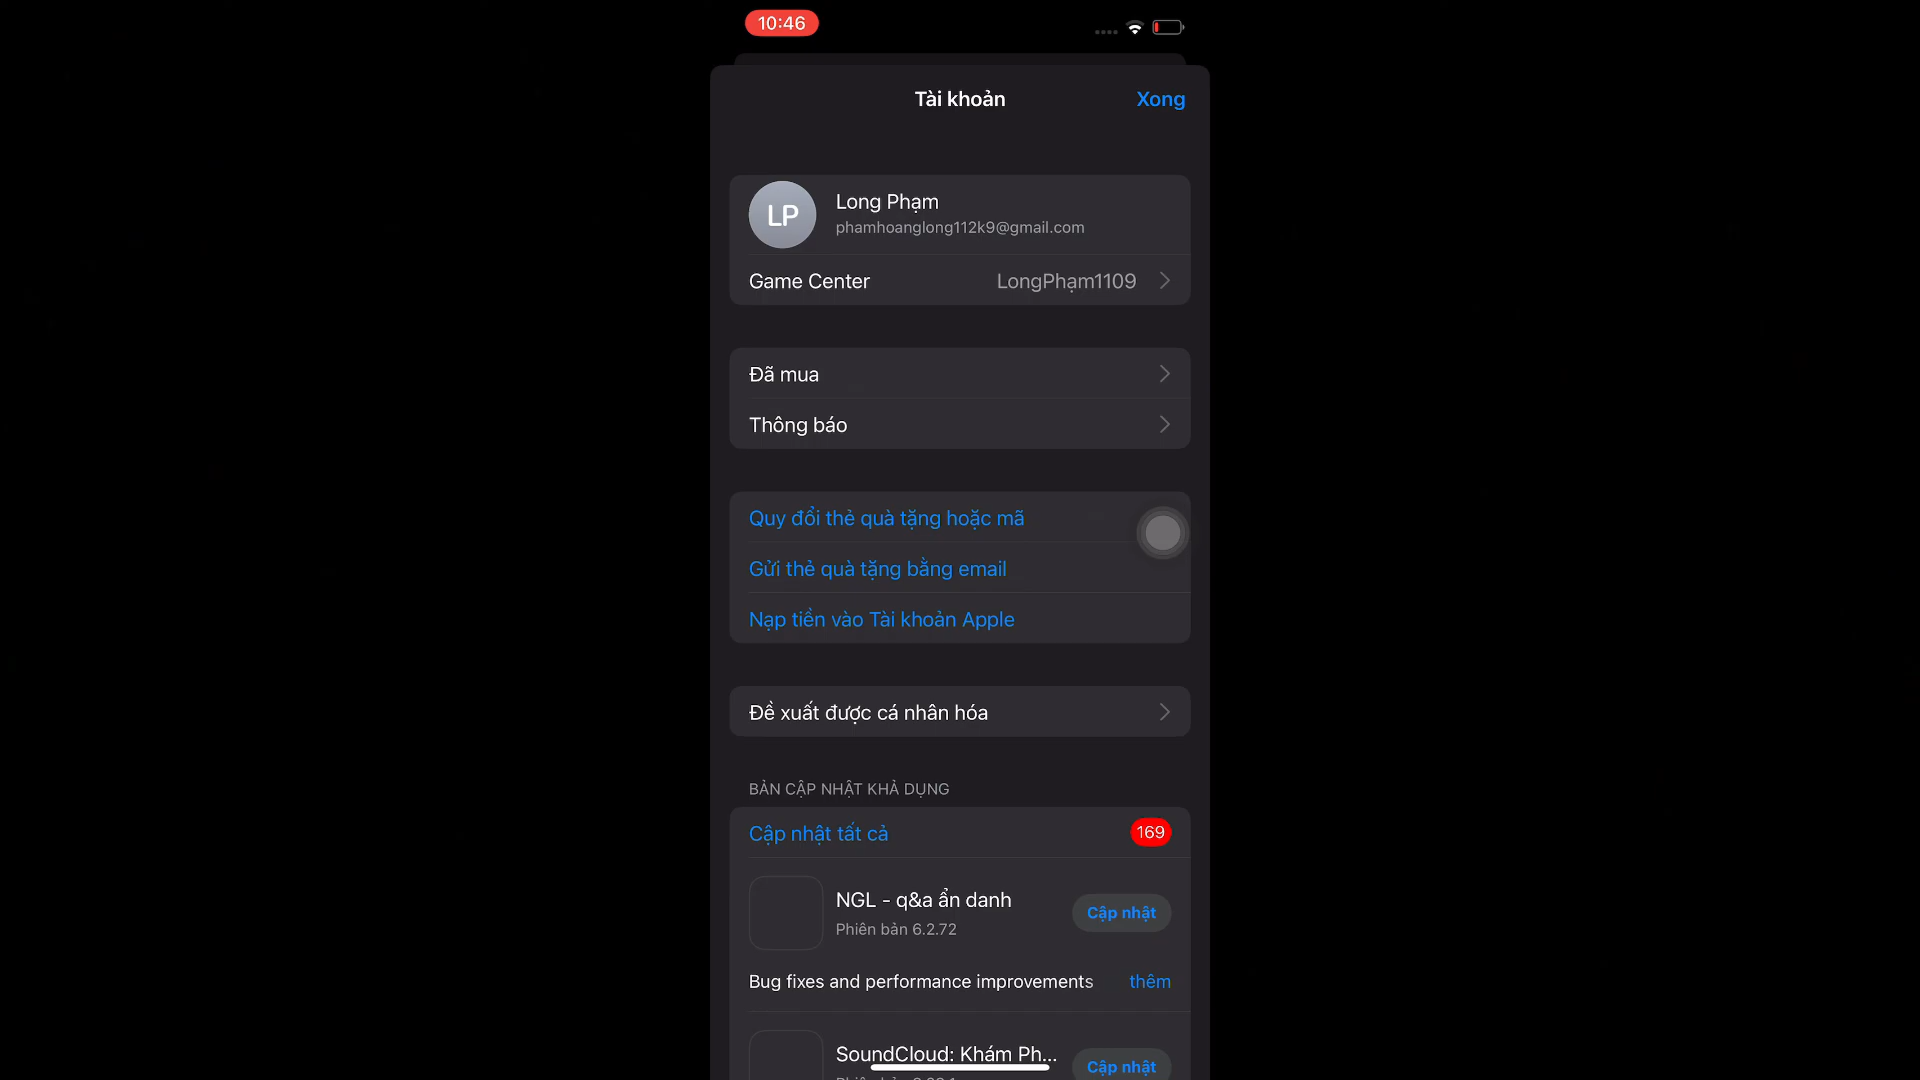 10:46
Tài khoản
Xong
LP
Long Phạm
phamhoanglong112k9@gmail.com
Game Center
LongPhạm1109
Đã mua
Thông báo
Quy đổi thẻ quà tặng hoặc mã
Gửi thẻ quà tặng bằng email
Nạp tiền vào Tài khoản Apple
Đề xuất được cá nhân hóa
BẢN CẬP NHẬT KHẢ DỤNG
Cập nhật tất cả
169
NGL - q&a ẩn danh
Phiên bản 6.2.72
Cập nhật
Bug fixes and performance improvements
thêm
SoundCloud: Khám Ph...
Cập nhật